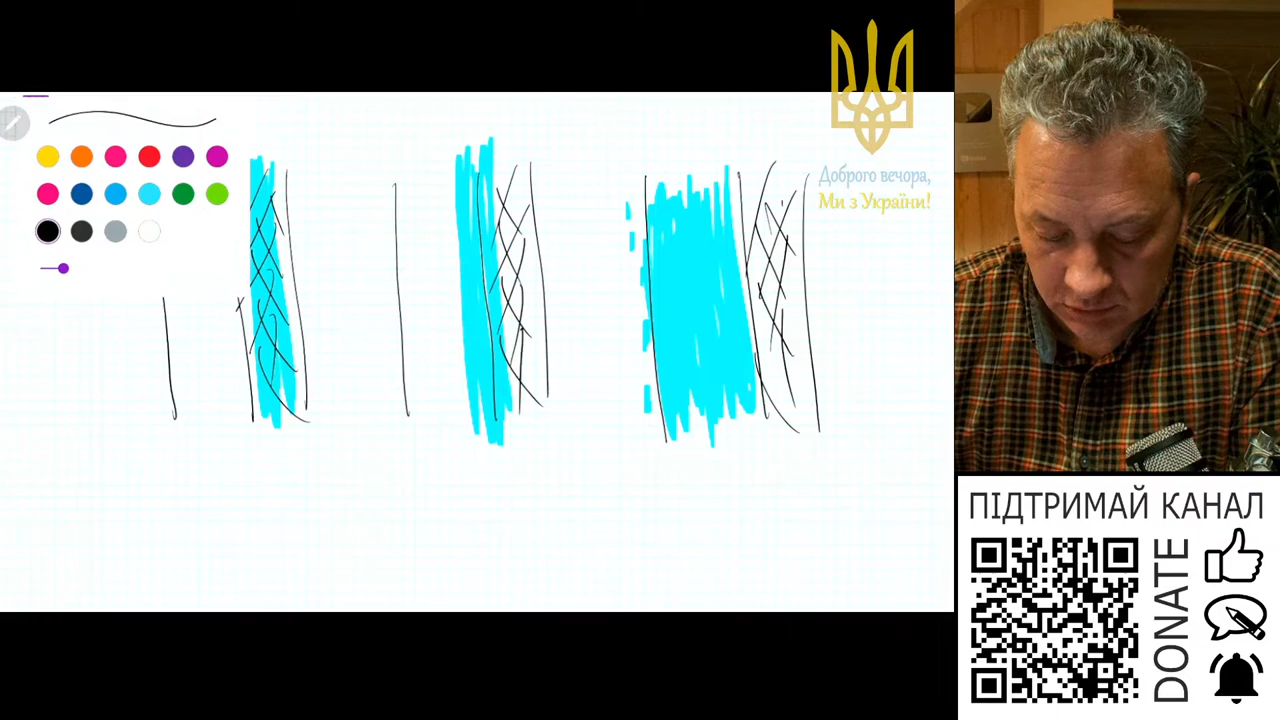 Доброго вечора,
Ми з України!
ПІДТРИМАЙ КАНАЛ
DONATE